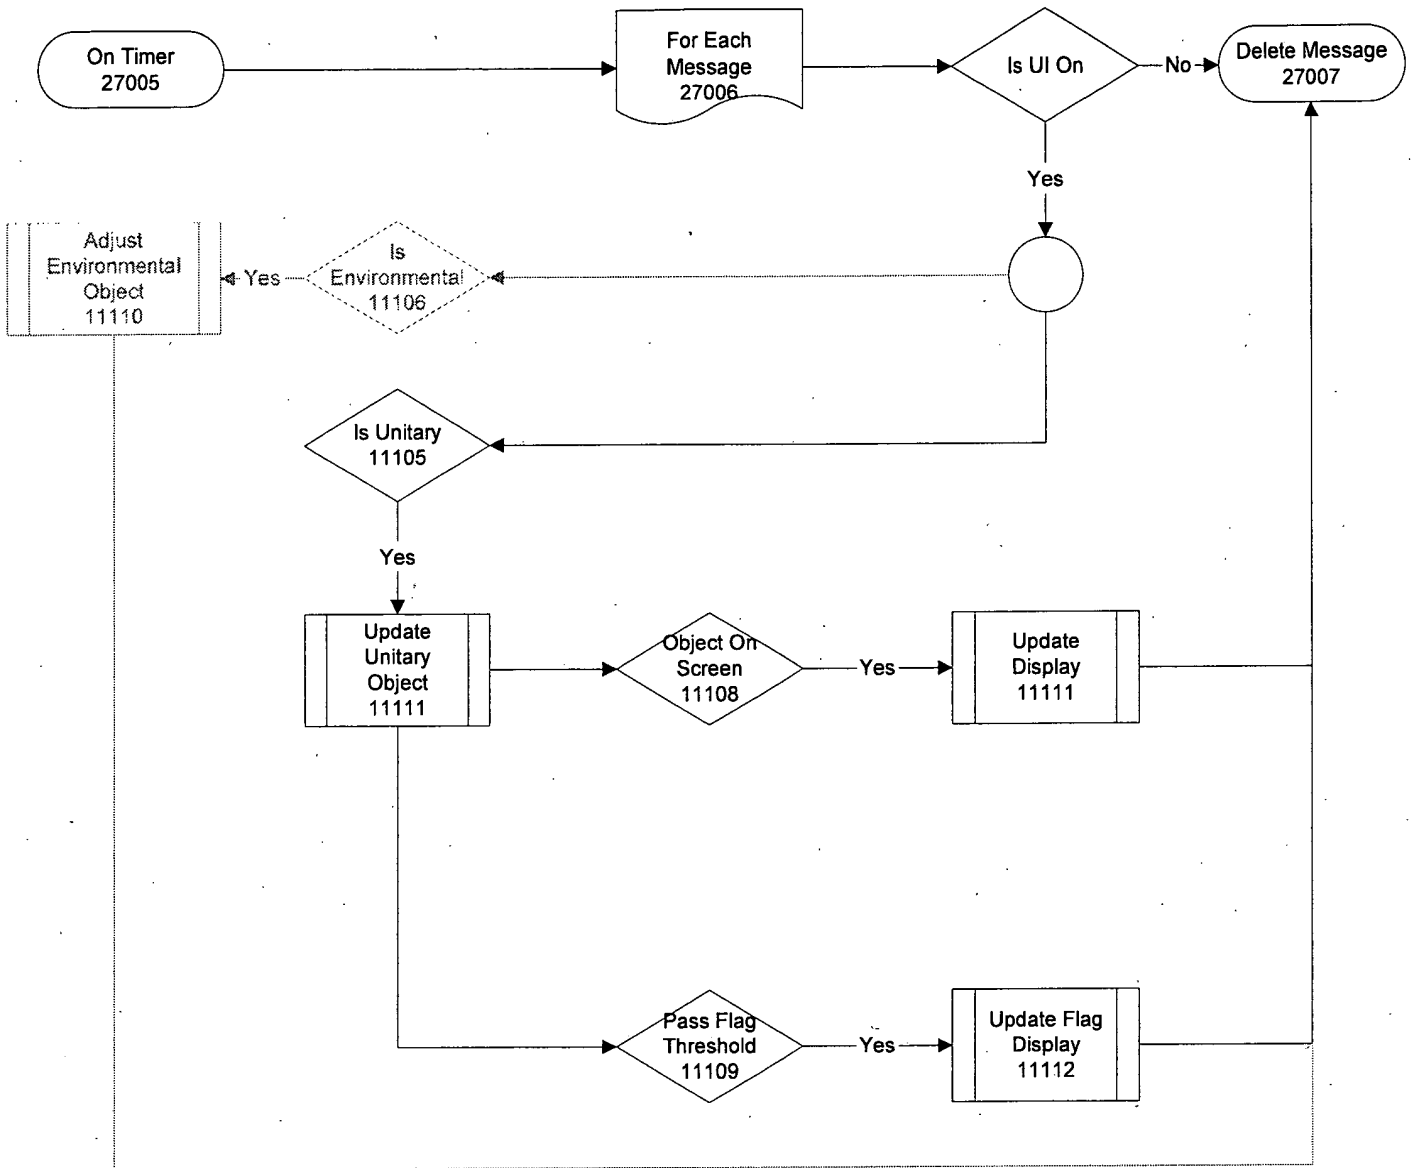 On Timer
27005
For Each
Message
27006
Is UI On
No
Delete Message
27007
Yes
Adjust
Environmental
Object
11110
Yes
Is
Environmental
11106
Is Unitary
11105
Yes
Update
Unitary
Object
11111
Object On
Screen
11108
Yes
Update
Display
11111
Pass Flag
Threshold
11109
Yes
Update Flag
Display
11112